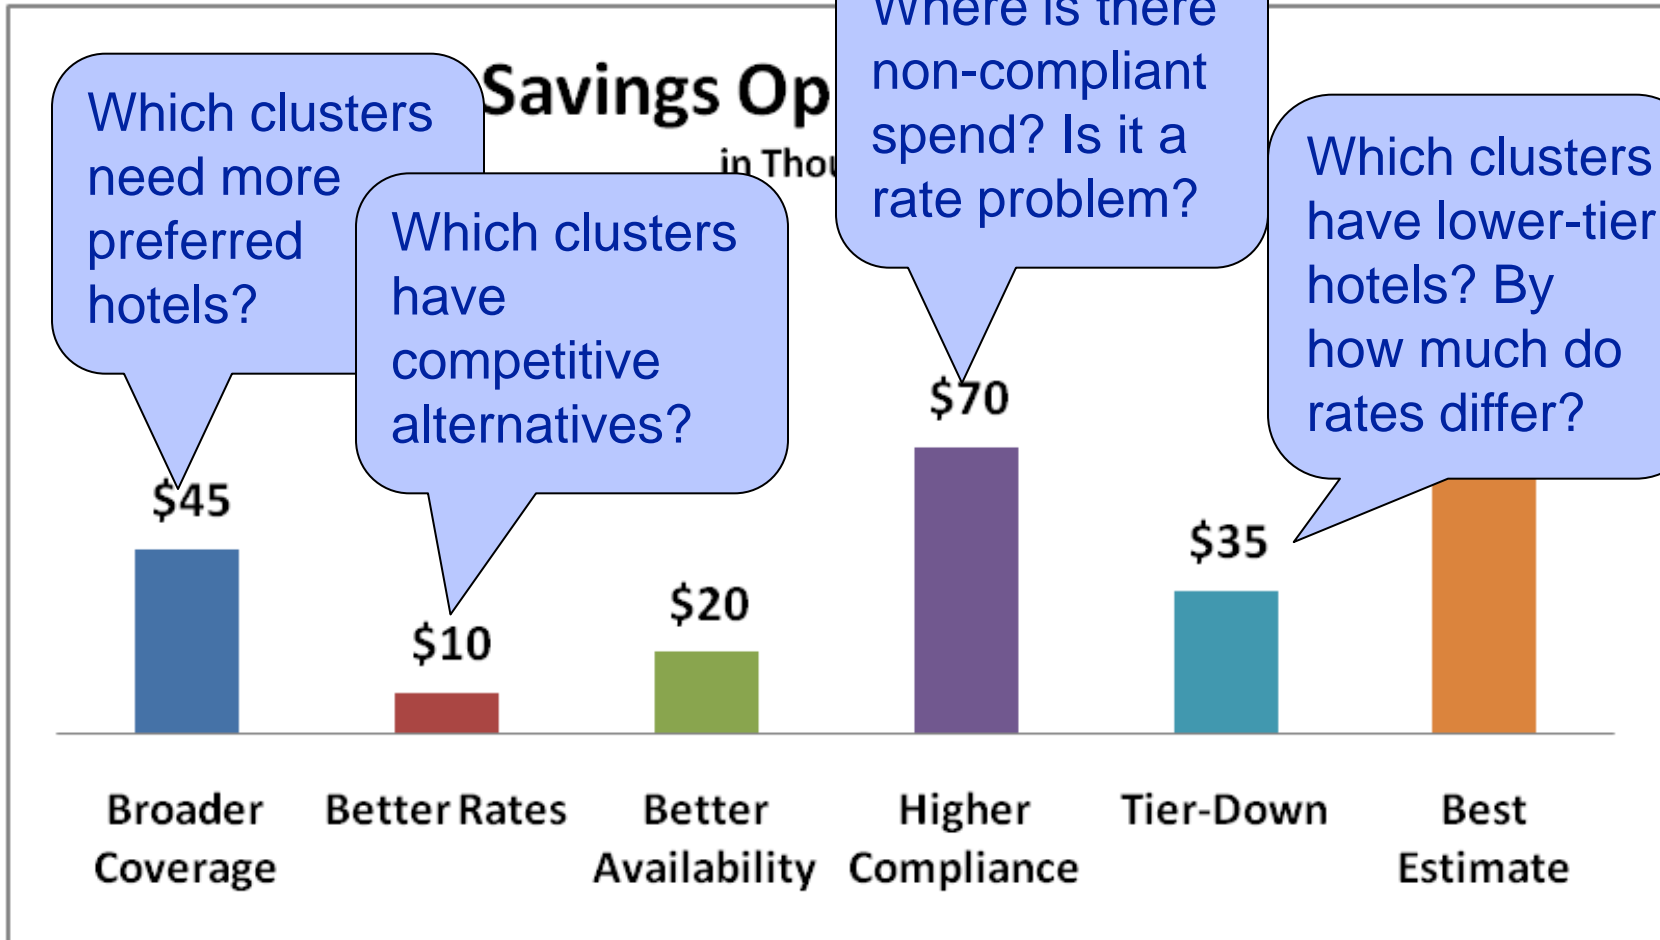 Savings Op
in Thou
Which clusters
need more
preferred
hotels?
Which clusters
have
competitive
alternatives?
Where is there
non-compliant
spend? Is it a
rate problem?
Which clusters
have lower-tier
hotels? By
how much do
rates differ?
$45
$10
$20
$70
$35
Broader
Coverage
Better Rates
Better
Availability
Higher
Compliance
Tier-Down
Best
Estimate